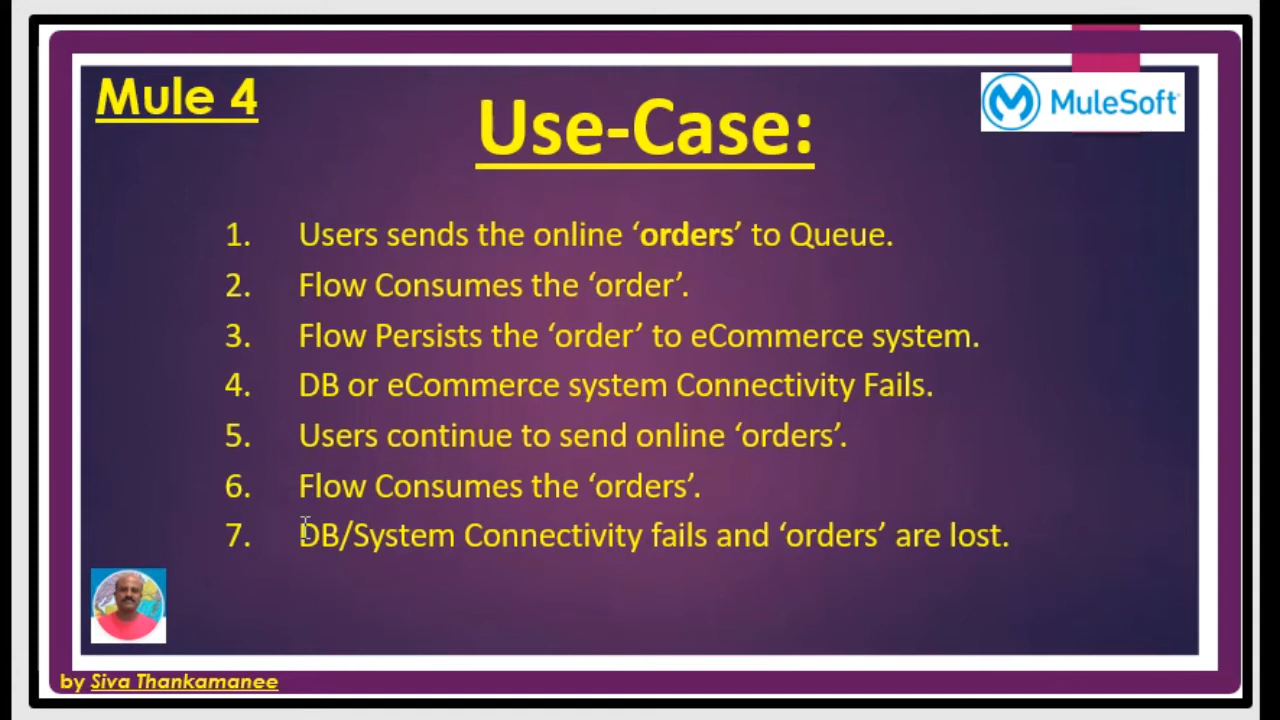 Mule 4
MuleSoft
Use-Case:
1. Users sends the online ‘orders’ to Queue.
2. Flow Consumes the ‘order’.
3. Flow Persists the ‘order’ to eCommerce system.
4. DB or eCommerce system Connectivity Fails.
5. Users continue to send online ‘orders’.
6. Flow Consumes the ‘orders’.
7. DB/System Connectivity fails and ‘orders’ are lost.
by Siva Thankamanee